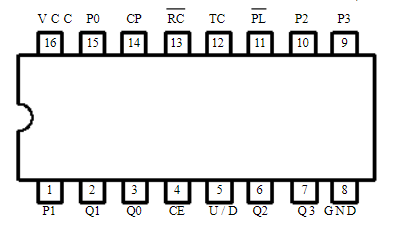 V C C P0 CP RC TC PL P2 P3
16 15 14 13 12 11 10 9
1 2 3 4 5 6 7 8
P1 Q1 Q0 CE U / D Q2 Q3 GND